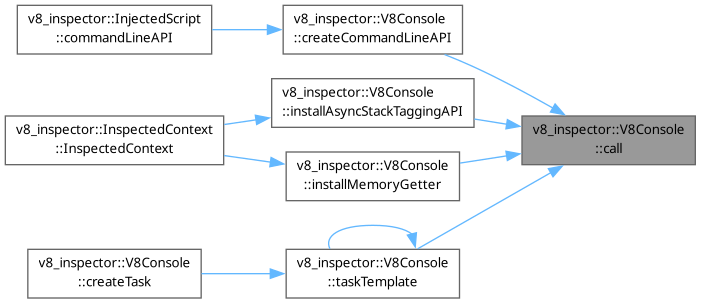 v8_inspector::InjectedScript
::commandLineAPI
v8_inspector::V8Console
::createCommandLineAPI
v8_inspector::V8Console
::installAsyncStackTaggingAPI
v8_inspector::InspectedContext
::InspectedContext
v8_inspector::V8Console
::call
v8_inspector::V8Console
::installMemoryGetter
v8_inspector::V8Console
::createTask
v8_inspector::V8Console
::taskTemplate